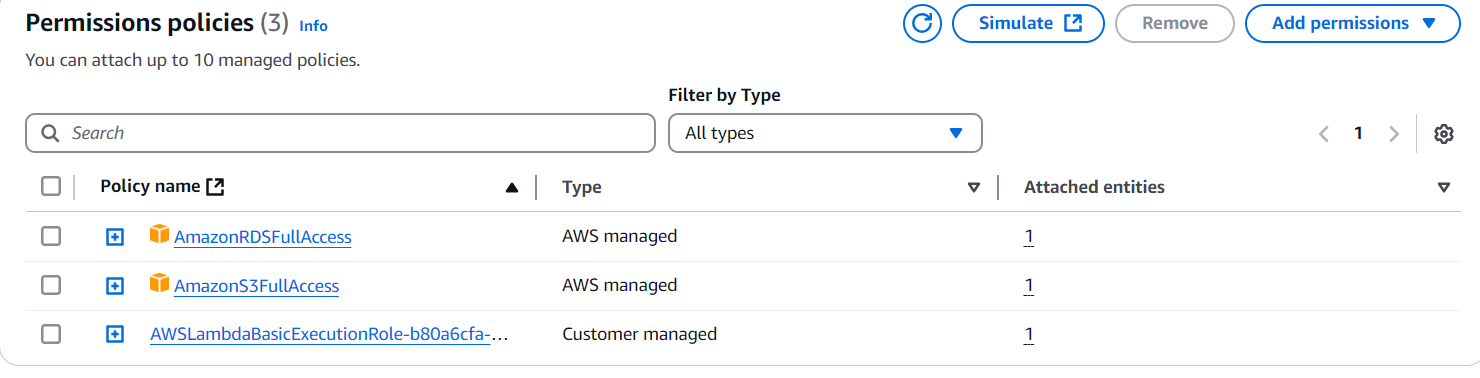 Permissions policies (3) Info
Simulate Remove Add permissions
You can attach up to 10 managed policies.
Filter by Type
Search All types 1
Policy name Type Attached entities
AmazonRDSFullAccess AWS managed 1
AmazonS3FullAccess AWS managed 1
AWSLambdaBasicExecutionRole-b80a6cfa-... Customer managed 1